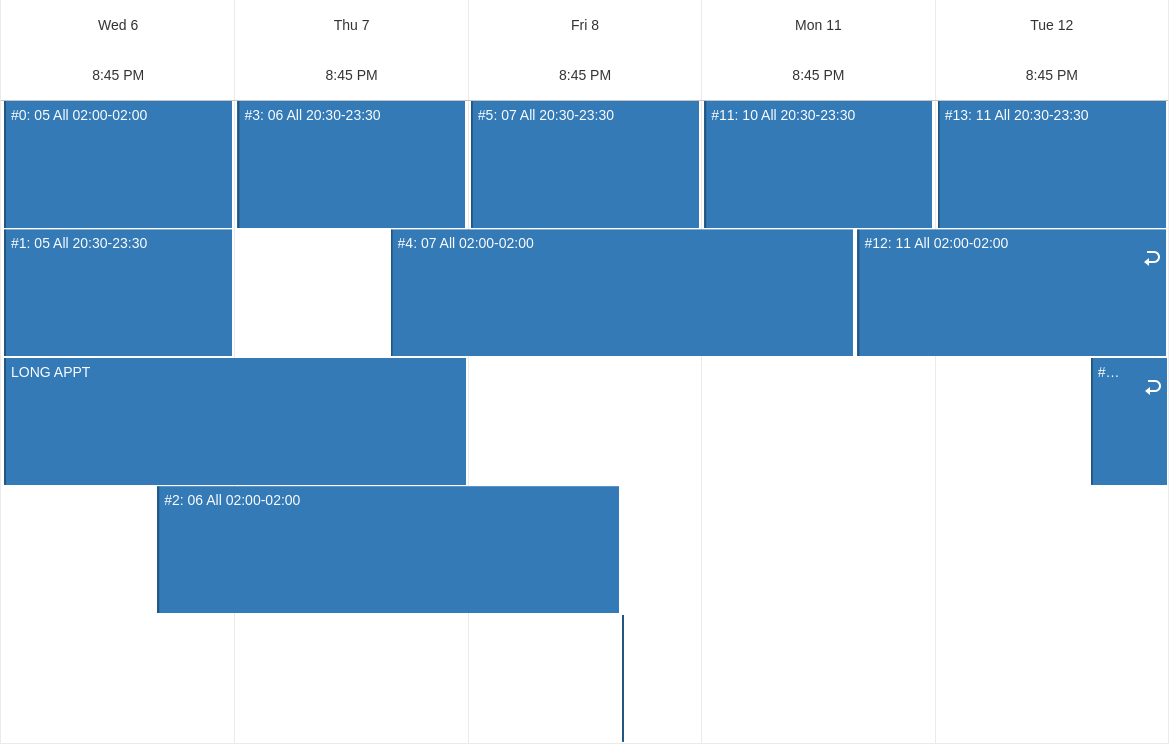 Wed 6
Thu 7
Fri 8
Mon 11
Tue 12
8:45 PM
8:45 PM
8:45 PM
8:45 PM
8:45 PM
#0: 05 All 02:00-02:00
#3: 06 All 20:30-23:30
#5: 07 All 20:30-23:30
#11: 10 All 20:30-23:30
#13: 11 All 20:30-23:30
#1: 05 All 20:30-23:30
#4: 07 All 02:00-02:00
#12: 11 All 02:00-02:00
LONG APPT
#…
#2: 06 All 02:00-02:00